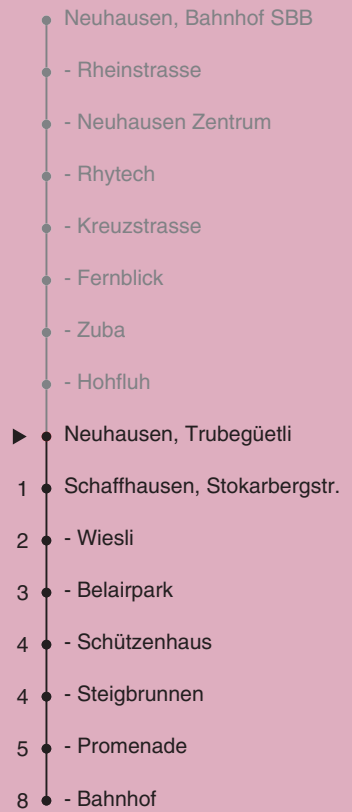 Neuhausen, Bahnhof SBB
- Rheinstrasse
- Neuhausen Zentrum
- Rhytech
- Kreuzstrasse
- Fernblick
- Zuba
- Hohfluh
Neuhausen, Trubegüetli
1 Schaffhausen, Stokarbergstr.
2 - Wiesli
3 - Belairpark
4 - Schützenhaus
4 - Steigbrunnen
5 - Promenade
8 - Bahnhof